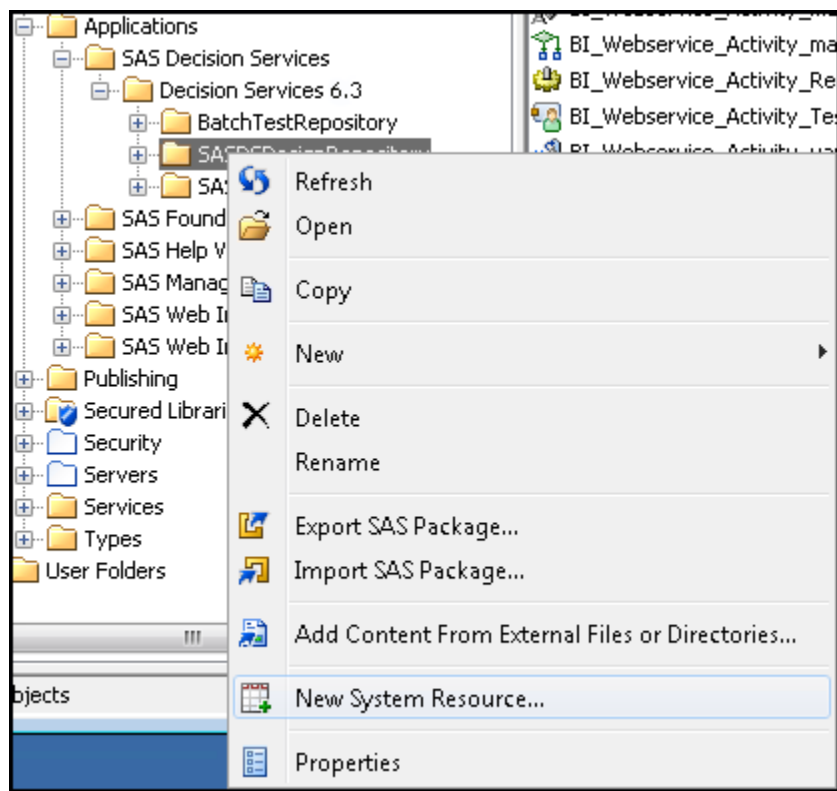 Applications
SAS Decision Services
Decision Services 6.3
BatchTestRepository
SAS Found
SAS Help V
SAS Manag
SAS Web I
SAS Web I
Publishing
Secured Librari
Security
Servers
Services
Types
User Folders
bjects
BI_Webservice_Activity_ma
BI_Webservice_Activity_Re
BI_Webservice_Activity_Tes
Refresh
Open
Copy
New
Delete
Rename
Export SAS Package...
Import SAS Package...
Add Content From External Files or Directories...
New System Resource...
Properties